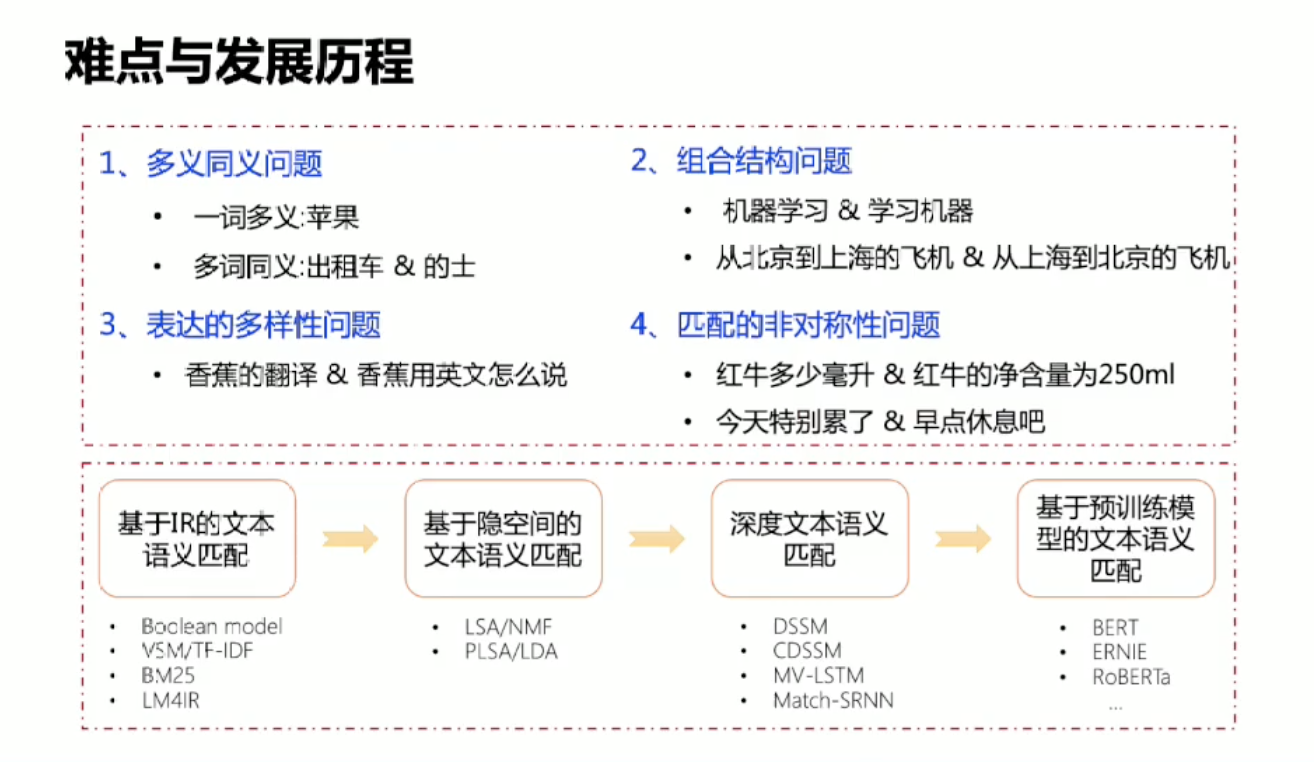 难点与发展历程
1、多义同义问题
• 一词多义:苹果
• 多词同义:出租车 & 的士
2、组合结构问题
• 机器学习 & 学习机器
• 从北京到上海的飞机 & 从上海到北京的飞机
3、表达的多样性问题
• 香蕉的翻译 & 香蕉用英文怎么说
4、匹配的非对称性问题
• 红牛多少毫升 & 红牛的净含量为250ml
• 今天特别累了 & 早点休息吧
基于IR的文本
语义匹配
• Boolean model
• VSM/TF-IDF
• BM25
• LM4IR
基于隐空间的
文本语义匹配
• LSA/NMF
• PLSA/LDA
深度文本语义
匹配
• DSSM
• CDSSM
• MV-LSTM
• Match-SRNN
基于预训练模
型的文本语义
匹配
• BERT
• ERNIE
• RoBERTa
...